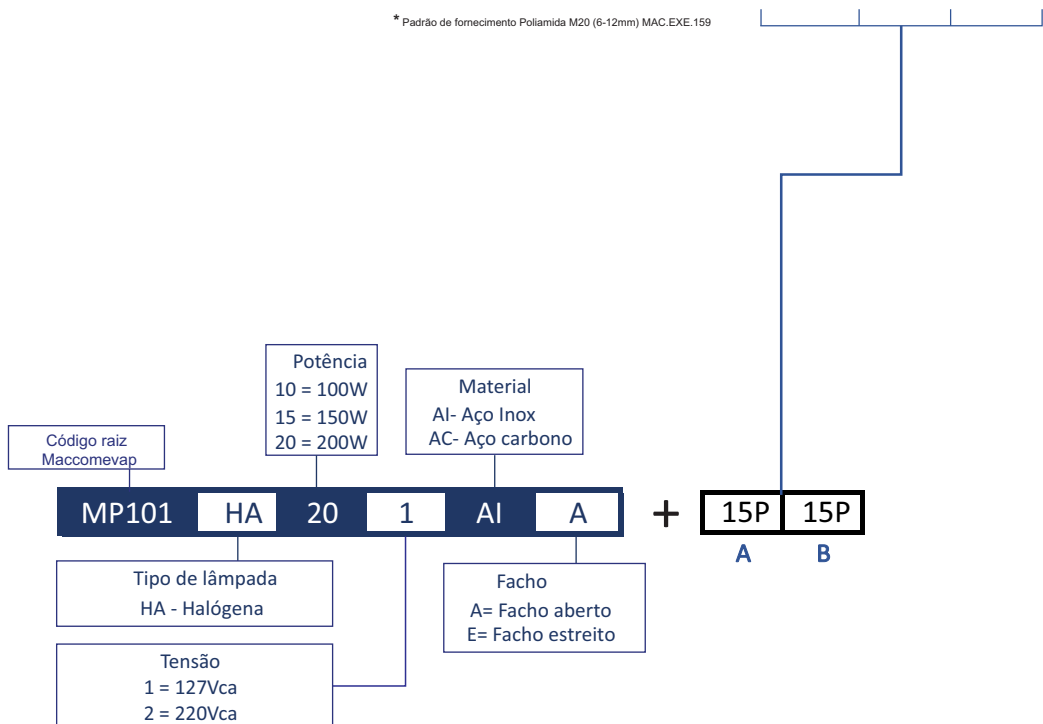 * Padrão de fornecimento Poliamida M20 (6-12mm) MAC.EXE.159
Potência
10 = 100W
15 = 150W
20 = 200W
Material
AI- Aço Inox
AC- Aço carbono
Código raiz
Maccomevap
MP101 HA 20 1 AI A + 15P 15P
A B
Tipo de lâmpada
HA - Halógena
Facho
A= Facho aberto
E= Facho estreito
Tensão
1 = 127Vca
2 = 220Vca